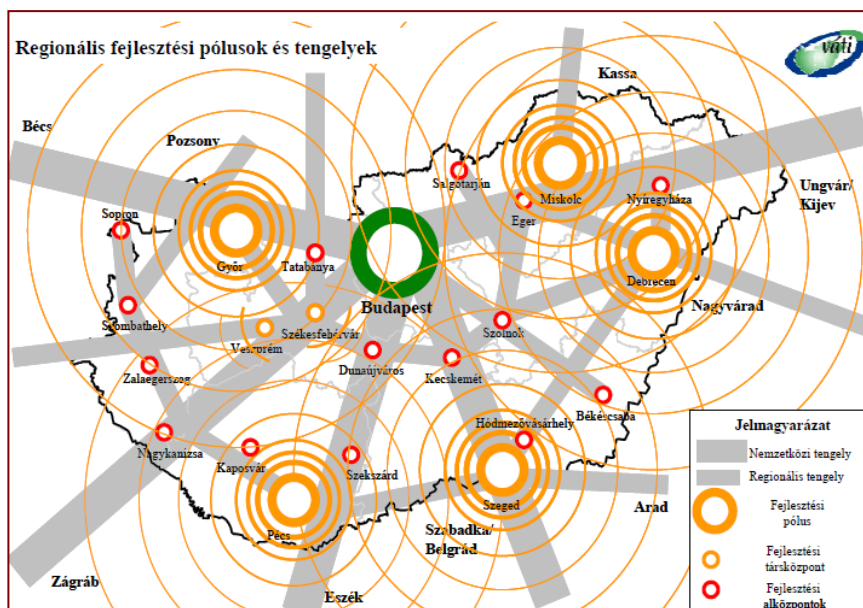 Regionális fejlesztési pólusok és tengelyek
váti
Kassa
Bécs
Pozsony
Salgótarján
Miskolc
Nyíregyháza
Ungvár/
Kijev
Eger
Sopron
Győr
Tatabánya
Debrecen
Budapest
Nagyvárad
Szombathely
Székesfehérvár
Veszprém
Szolnok
Dunaújváros
Kecskemét
Zalaegerszeg
Békéscsaba
Hódmezővásárhely
Nagykanizsa
Kaposvár
Szekszárd
Szeged
Arad
Pécs
Szabadka/
Belgrád
Zágráb
Eszék
Jelmagyarázat
Nemzetközi tengely
Regionális tengely
Fejlesztési
pólus
Fejlesztési
társközpont
Fejlesztési
alközpontok